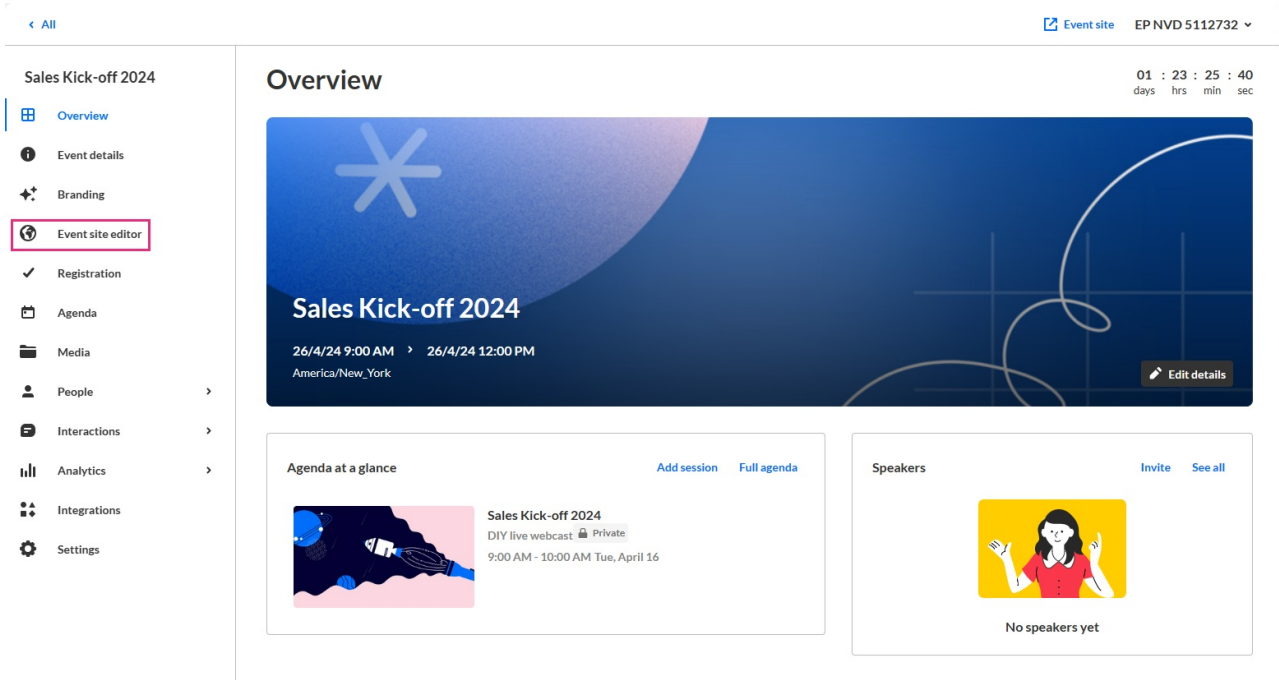 All
Event site
EP NVD 5112732
Sales Kick-off 2024
Overview
Event details
Branding
Event site editor
Registration
Agenda
Media
People
Interactions
Analytics
Integrations
Settings
Overview
01 : 23 : 25 : 40
days hrs min sec
Sales Kick-off 2024
26/4/24 9:00 AM > 26/4/24 12:00 PM
America/New_York
Edit details
Agenda at a glance
Add session
Full agenda
Sales Kick-off 2024
DIY live webcast Private
9:00 AM - 10:00 AM Tue, April 16
Speakers
Invite
See all
No speakers yet